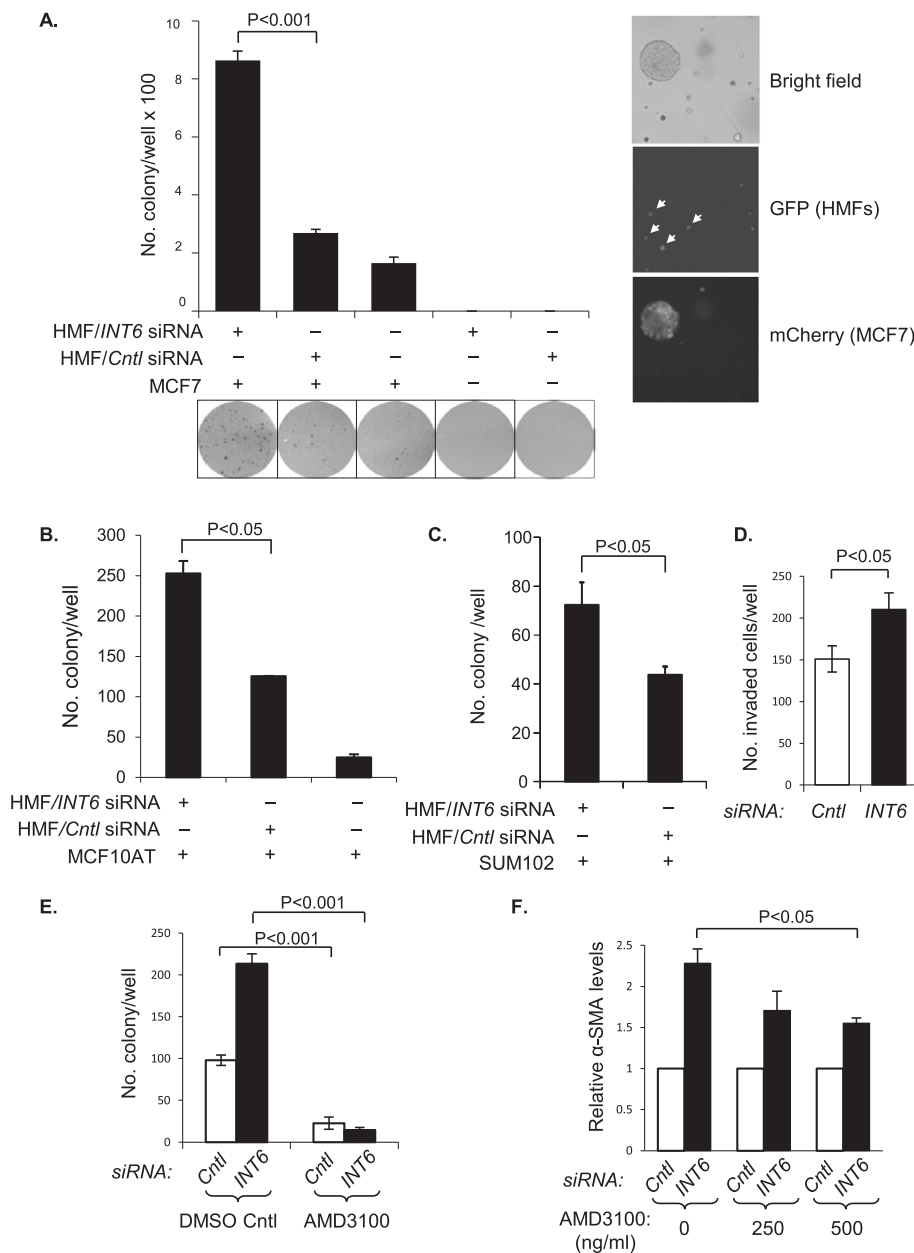 A.
P<0.001
No. colony/well x 100
10
8
6
4
2
0
HMF/INT6 siRNA + – – + –
HMF/Cntl siRNA – + – – +
MCF7 + + + – –
Bright field
GFP (HMFs)
mCherry (MCF7)
B.
P<0.05
No. colony/well
300
250
200
150
100
50
0
HMF/INT6 siRNA + – –
HMF/Cntl siRNA – + –
MCF10AT + + +
C.
P<0.05
No. colony /well
100
80
60
40
20
0
HMF/INT6 siRNA + –
HMF/Cntl siRNA – +
SUM102 + +
D.
P<0.05
No. invaded cells/well
250
200
150
100
50
0
siRNA: Cntl INT6
E.
P<0.001
P<0.001
No. colony/well
250
200
150
100
50
0
siRNA: Cntl INT6 Cntl INT6
DMSO Cntl AMD3100
F.
P<0.05
Relative α-SMA levels
2.5
2
1.5
1
0.5
0
siRNA: Cntl INT6 Cntl INT6 Cntl INT6
AMD3100: 0 250 500
(ng/ml)